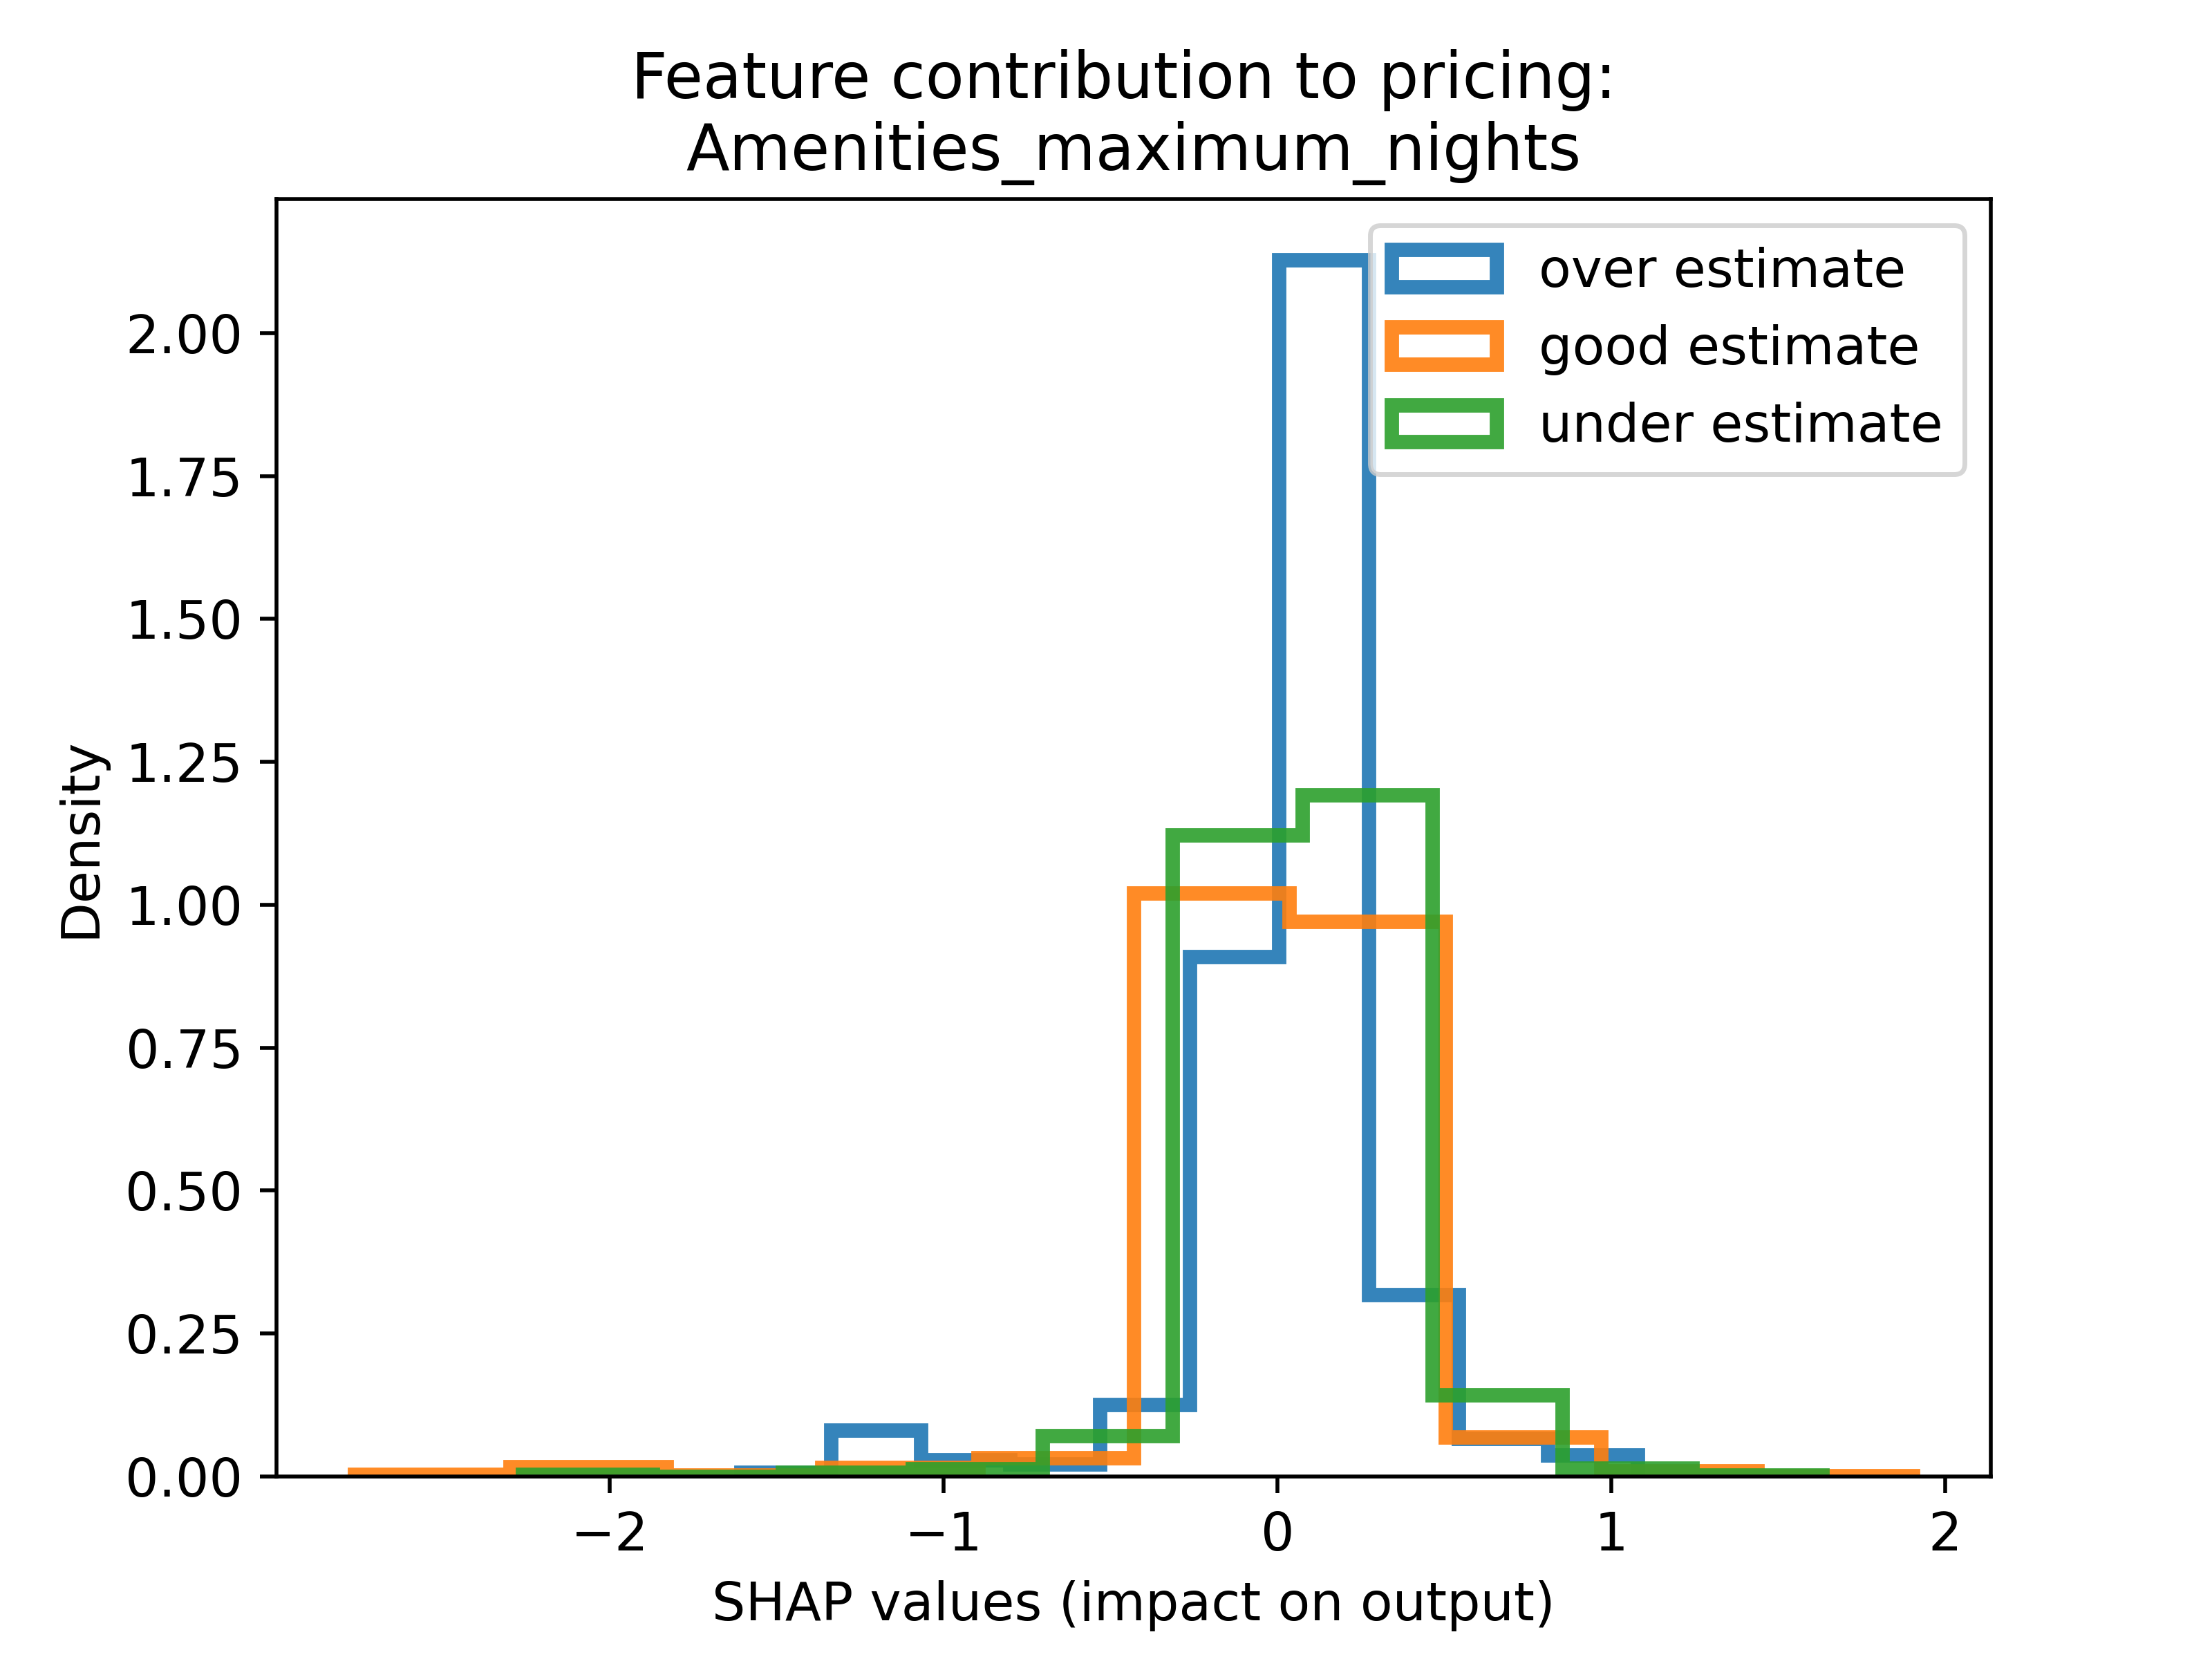 Feature contribution to pricing:
Amenities_maximum_nights
over estimate
good estimate
under estimate
Density
2.00
1.75
1.50
1.25
1.00
0.75
0.50
0.25
0.00
−2 −1 0 1 2
SHAP values (impact on output)